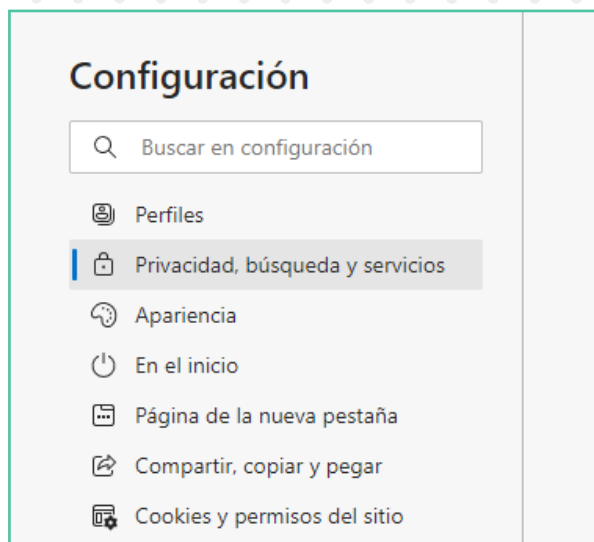 Configuración
Buscar en configuración
Perfiles
Privacidad, búsqueda y servicios
Apariencia
En el inicio
Página de la nueva pestaña
Compartir, copiar y pegar
Cookies y permisos del sitio